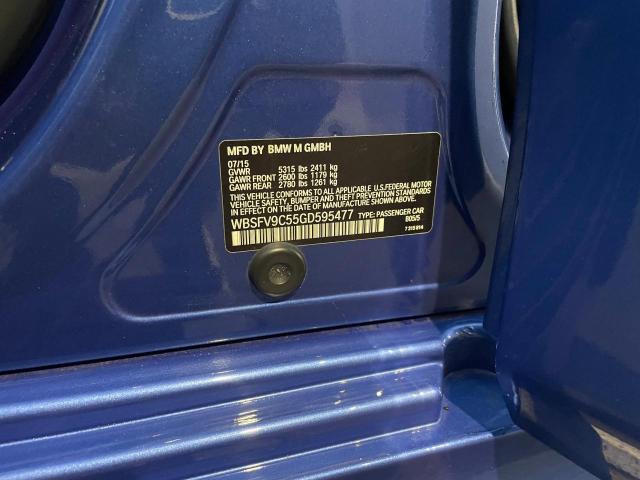 MFD BY BMW M GMBH
07/15
GVWR 5315 lbs 2411 kg
GAWR FRONT 2600 lbs 1179 kg
GAWR REAR 2780 lbs 1261 kg
THIS VEHICLE CONFORMS TO ALL APPLICABLE U.S.FEDERAL MOTOR
VEHICLE SAFETY, BUMPER AND THEFT PREVENTION STANDARDS
IN EFFECT ON THE DATE OF MANUFACTURE SHOWN ABOVE.
WBSFV9C55GD595477 TYPE: PASSENGER CAR
B05/5